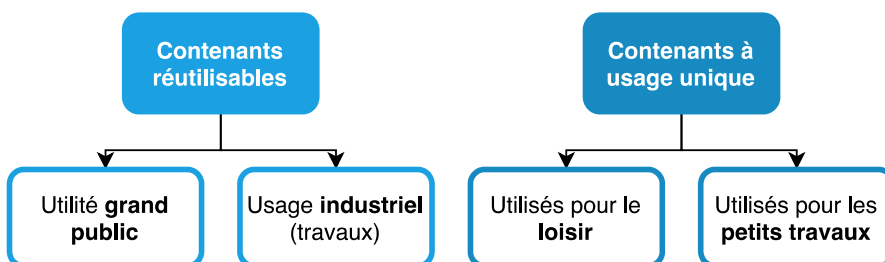 Contenants
réutilisables
Contenants à
usage unique
Utilité grand
public
Usage industriel
(travaux)
Utilisés pour le
loisir
Utilisés pour les
petits travaux